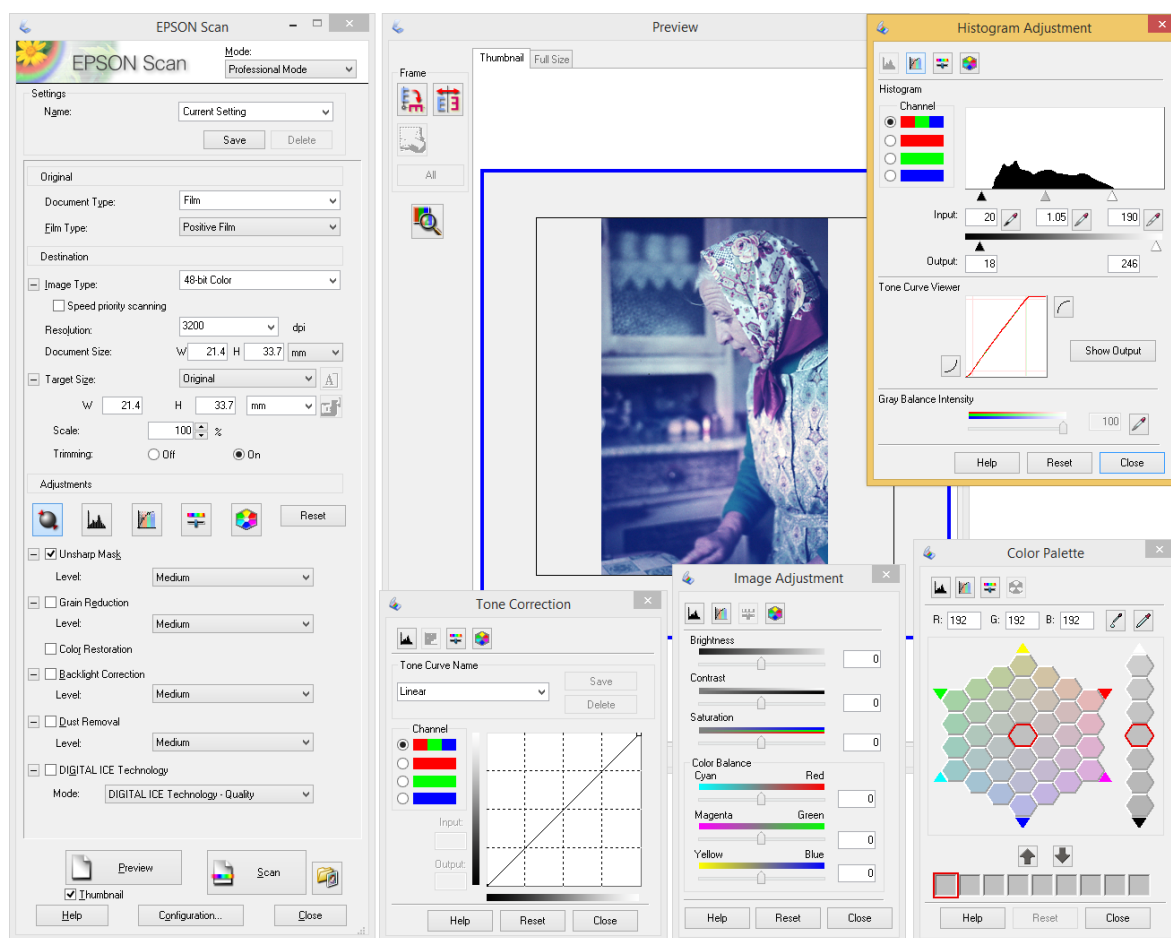 EPSON Scan
EPSON Scan
Mode:
Professional Mode
Settings
Name:
Current Setting
Save
Delete
Original
Document Type:
Film
Film Type:
Positive Film
Destination
Image Type:
48-bit Color
Speed priority scanning
Resolution:
3200
dpi
Document Size:
W 21.4 H 33.7 mm
Target Size:
Original
W 21.4 H 33.7 mm
Scale:
100 %
Trimming:
Off
On
Adjustments
Reset
Unsharp Mask
Level:
Medium
Grain Reduction
Level:
Medium
Color Restoration
Backlight Correction
Level:
Medium
Dust Removal
Level:
Medium
DIGITAL ICE Technology
Mode:
DIGITAL ICE Technology - Quality
Preview
Scan
Thumbnail
Help
Configuration...
Close
Preview
Thumbnail
Full Size
Frame
All
Histogram Adjustment
Histogram
Channel
Input: 20 1.05 190
Output: 18 246
Tone Curve Viewer
Show Output
Gray Balance Intensity
100
Help
Reset
Close
Tone Correction
Tone Curve Name
Linear
Save
Delete
Channel
Input:
Output:
Help
Reset
Close
Image Adjustment
Brightness
0
Contrast
0
Saturation
0
Color Balance
Cyan Red
0
Magenta Green
0
Yellow Blue
0
Help
Reset
Close
Color Palette
R: 192 G: 192 B: 192
Help
Reset
Close